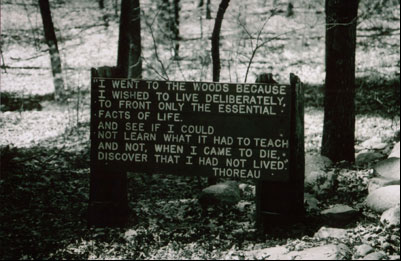 I WENT TO THE WOODS BECAUSE
I WISHED TO LIVE DELIBERATELY,
TO FRONT ONLY THE ESSENTIAL
FACTS OF LIFE.
AND SEE IF I COULD
NOT LEARN WHAT IT HAD TO TEACH
AND NOT, WHEN I CAME TO DIE,
DISCOVER THAT I HAD NOT LIVED.
THOREAU